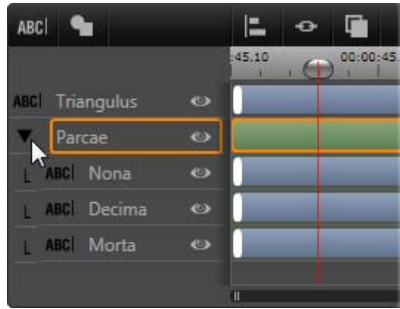 ABC
:45.10 00:00:45.
ABC Triangulus
Parcae
ABC Nona
ABC Decima
ABC Morta